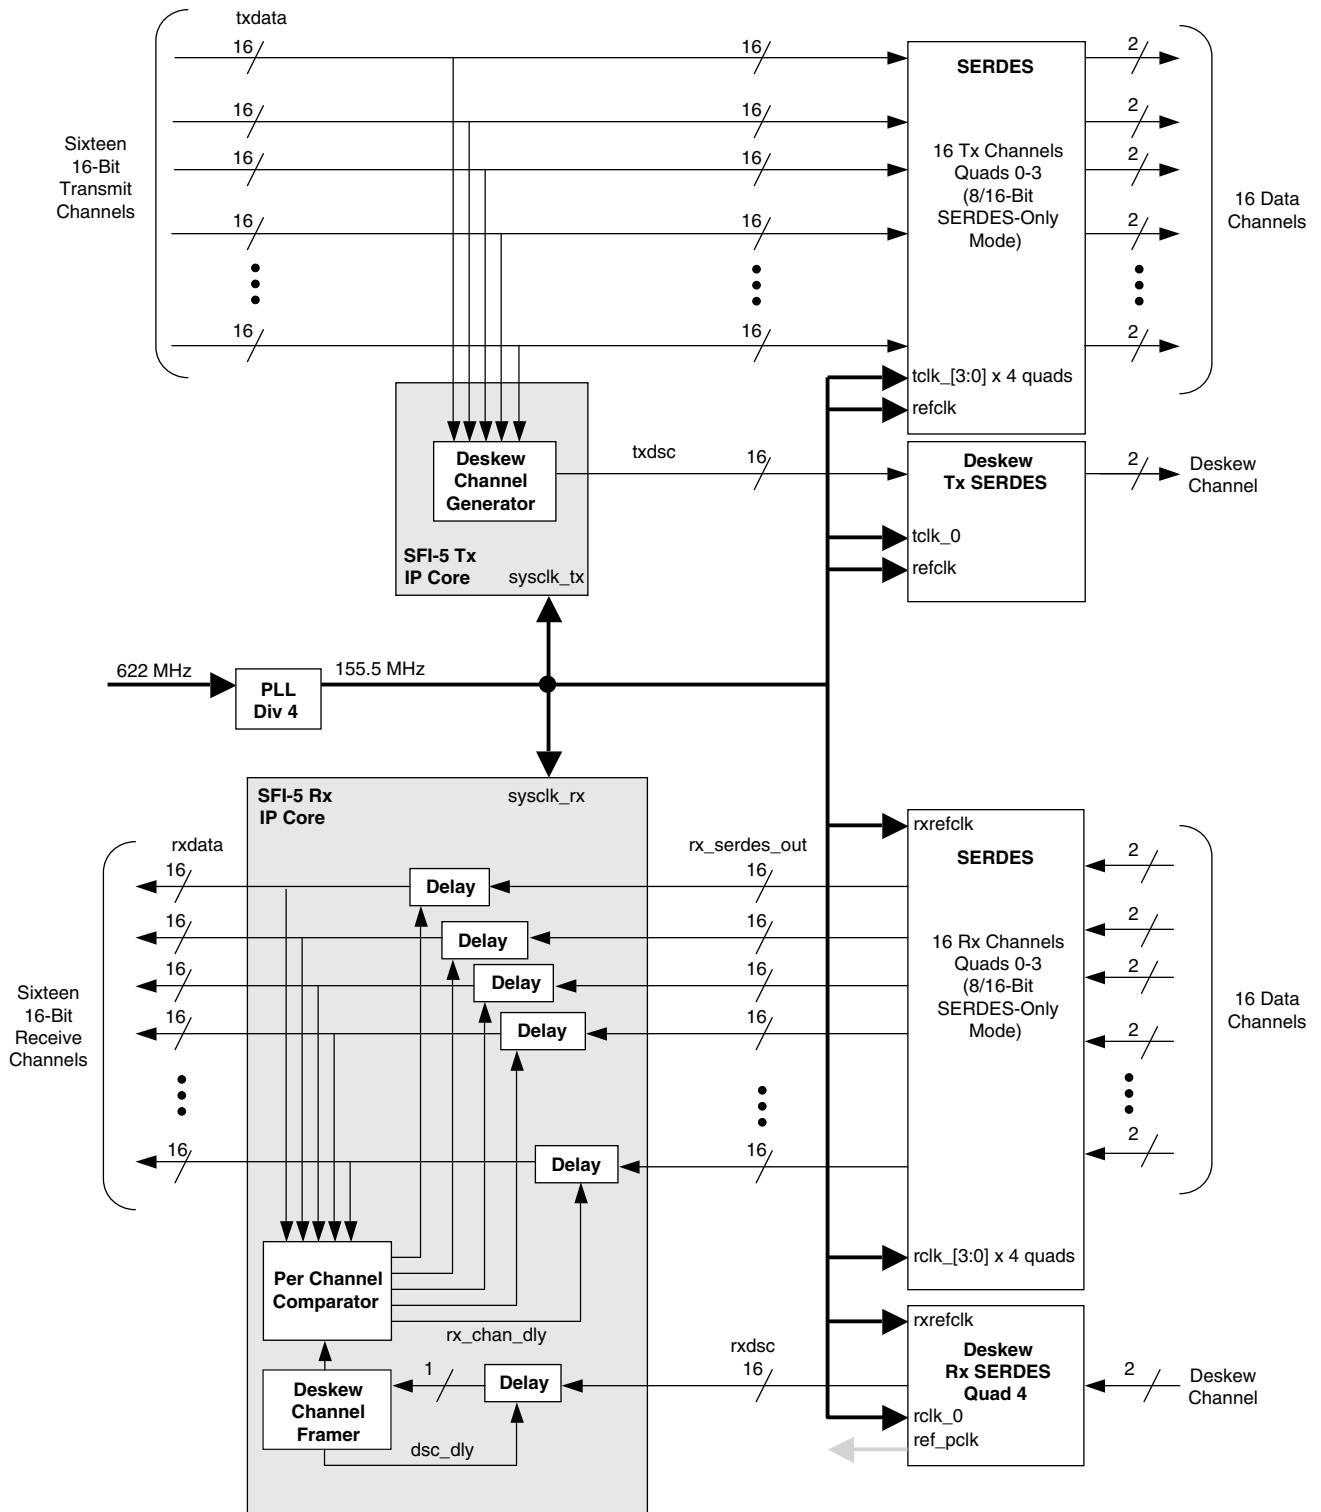 txdata
16
16
2
SERDES
16
16
2
Sixteen
16-Bit
Transmit
Channels
16
16
2
16 Tx Channels
Quads 0-3
(8/16-Bit
SERDES-Only
Mode)
16 Data
Channels
16
16
2
16
16
2
tclk_[3:0] x 4 quads
refclk
Deskew
Channel
Generator
txdsc
16
Deskew
Tx SERDES
2
Deskew
Channel
tclk_0
refclk
SFI-5 Tx
IP Core
sysclk_tx
622 MHz
PLL
Div 4
155.5 MHz
SFI-5 Rx
IP Core
sysclk_rx
rxrefclk
rxdata
rx_serdes_out
SERDES
16
Delay
16
2
16
Delay
16
2
16
Delay
16
2
16
Delay
16
2
16 Rx Channels
Quads 0-3
(8/16-Bit
SERDES-Only
Mode)
Sixteen
16-Bit
Receive
Channels
16 Data
Channels
16
Delay
16
2
Per Channel
Comparator
rclk_[3:0] x 4 quads
rx_chan_dly
rxrefclk
rxdsc
16
Deskew
Rx SERDES
Quad 4
2
Deskew
Channel
Deskew
Channel
Framer
1
Delay
dsc_dly
rclk_0
ref_pclk